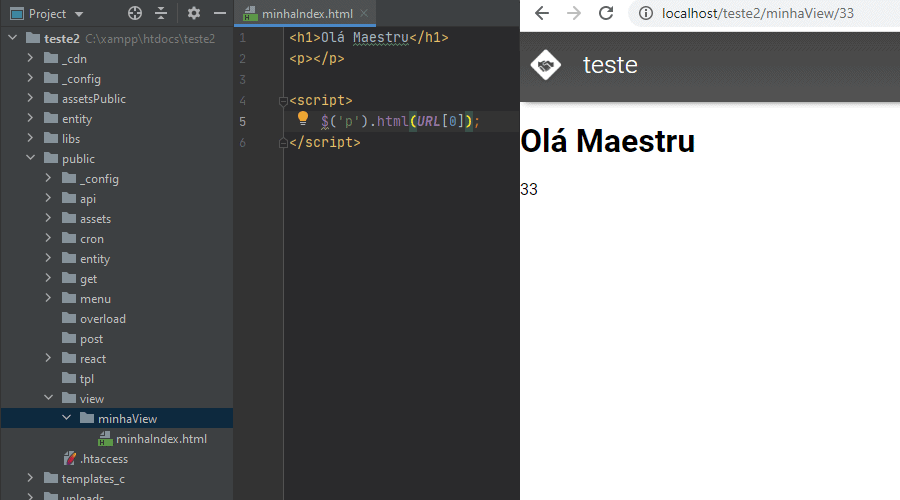 Project
teste2 C:\xampp\htdocs\teste2
_cdn
_config
assetsPublic
entity
libs
public
_config
api
assets
cron
entity
get
menu
overload
post
react
tpl
view
minhaView
minhaIndex.html
.htaccess
templates_c
uploads
minhaIndex.html
1 <h1>Olá Maestru</h1>
2 <p></p>
3
4 <script>
5 $('p').html(URL[0]);
6 </script>
localhost/teste2/minhaView/33
teste
Olá Maestru
33